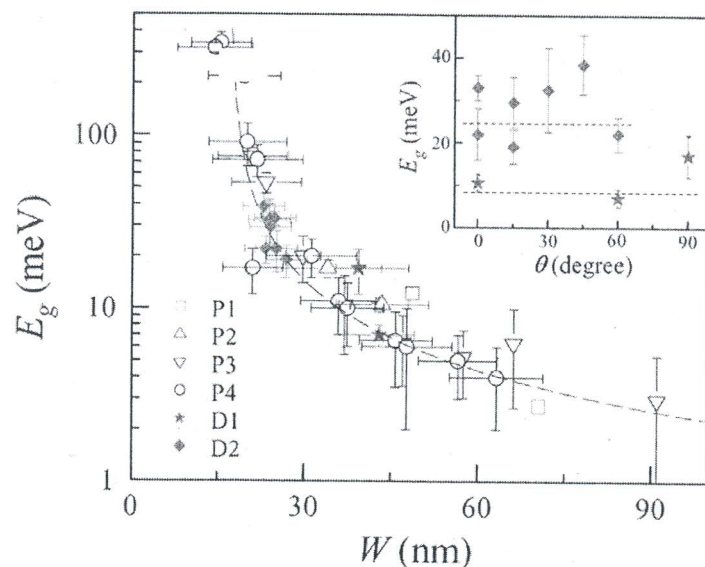 100
10
1
E_g (meV)
0
30
60
90
W (nm)
P1
P2
P3
P4
D1
D2
40
20
0
E_g (meV)
0
30
60
90
θ (degree)